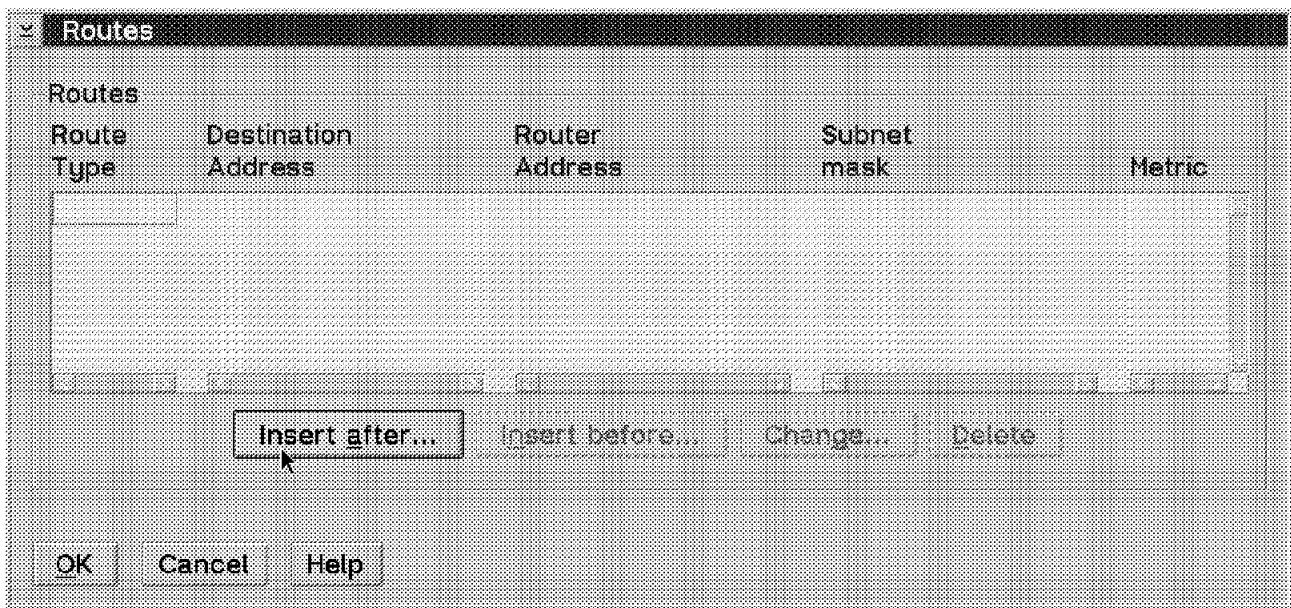 Routes
Routes
Route Destination Router Subnet
Type Address Address mask Metric
Insert after... Insert before... Change... Delete
OK Cancel Help